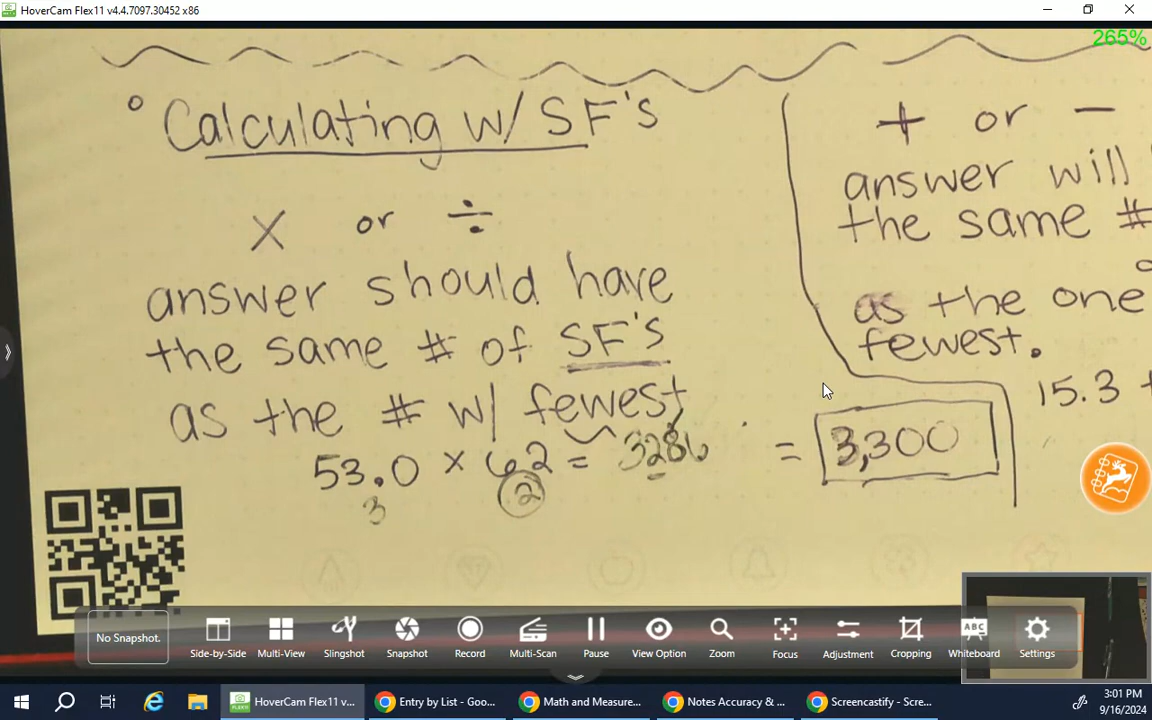 HoverCam Flex11 v4.4.7097.30452 x86
265%
° Calculating w/ SF's
X or ÷
answer should have
the same # of SF's
as the # w/ fewest
53.0 x 62 = 3286 = 3,300
3 2
+ or -
answer will
the same #
as the one
fewest.
15.3 +
No Snapshot.
Side-by-Side
Multi-View
Slingshot
Snapshot
Record
Multi-Scan
Pause
View Option
Zoom
Focus
Adjustment
Cropping
ABC
Whiteboard
Settings
HoverCam Flex11 v...
Entry by List - Goo...
Math and Measure...
Notes Accuracy & ...
Screencastify - Scre...
3:01 PM
9/16/2024